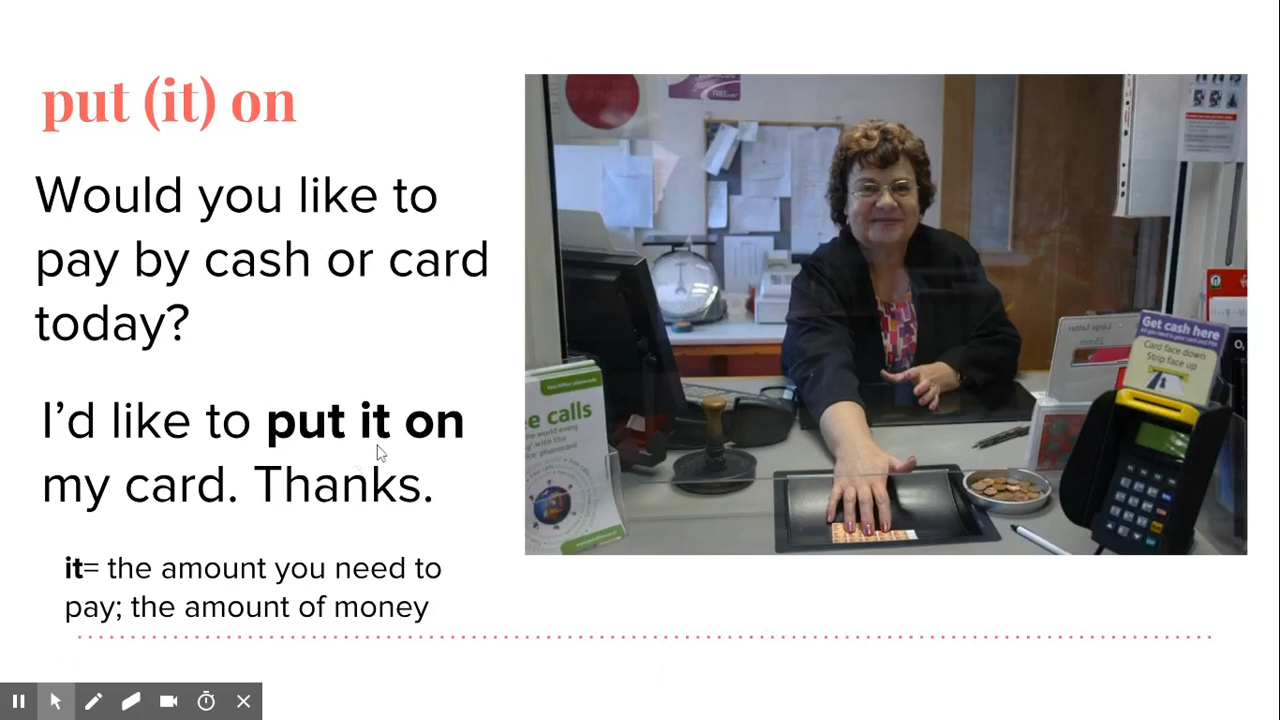 put (it) on
Would you like to
pay by cash or card
today?
I'd like to put it on
my card. Thanks.
it= the amount you need to
pay; the amount of money
e calls
Get cash here
Card face down
Strip face up